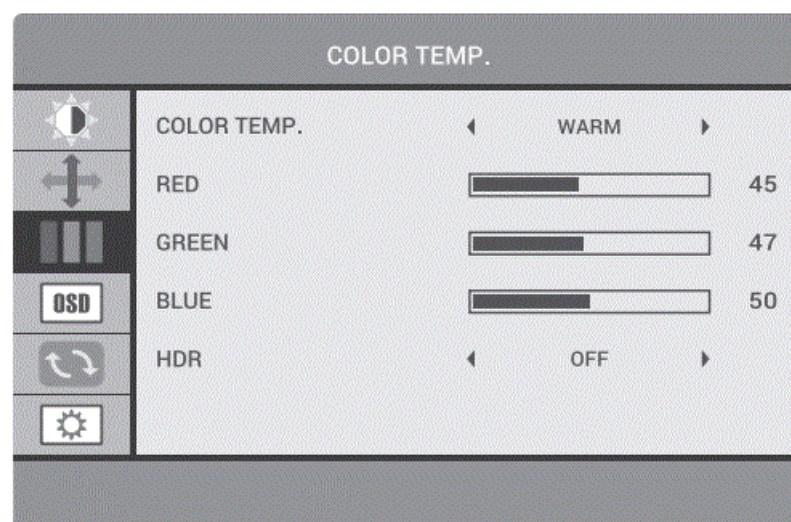 COLOR TEMP.
COLOR TEMP. WARM
RED 45
GREEN 47
BLUE 50
OSD
HDR OFF